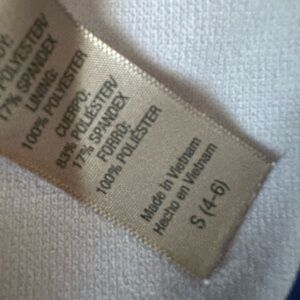 17% SPANDEX
LINING:
100% POLYESTER
CUERPO:
83% POLIÉSTER/
17% SPANDEX
FORRO:
100% POLIÉSTER
Made In Vietnam
Hecho en Vietnam
S (4-6)